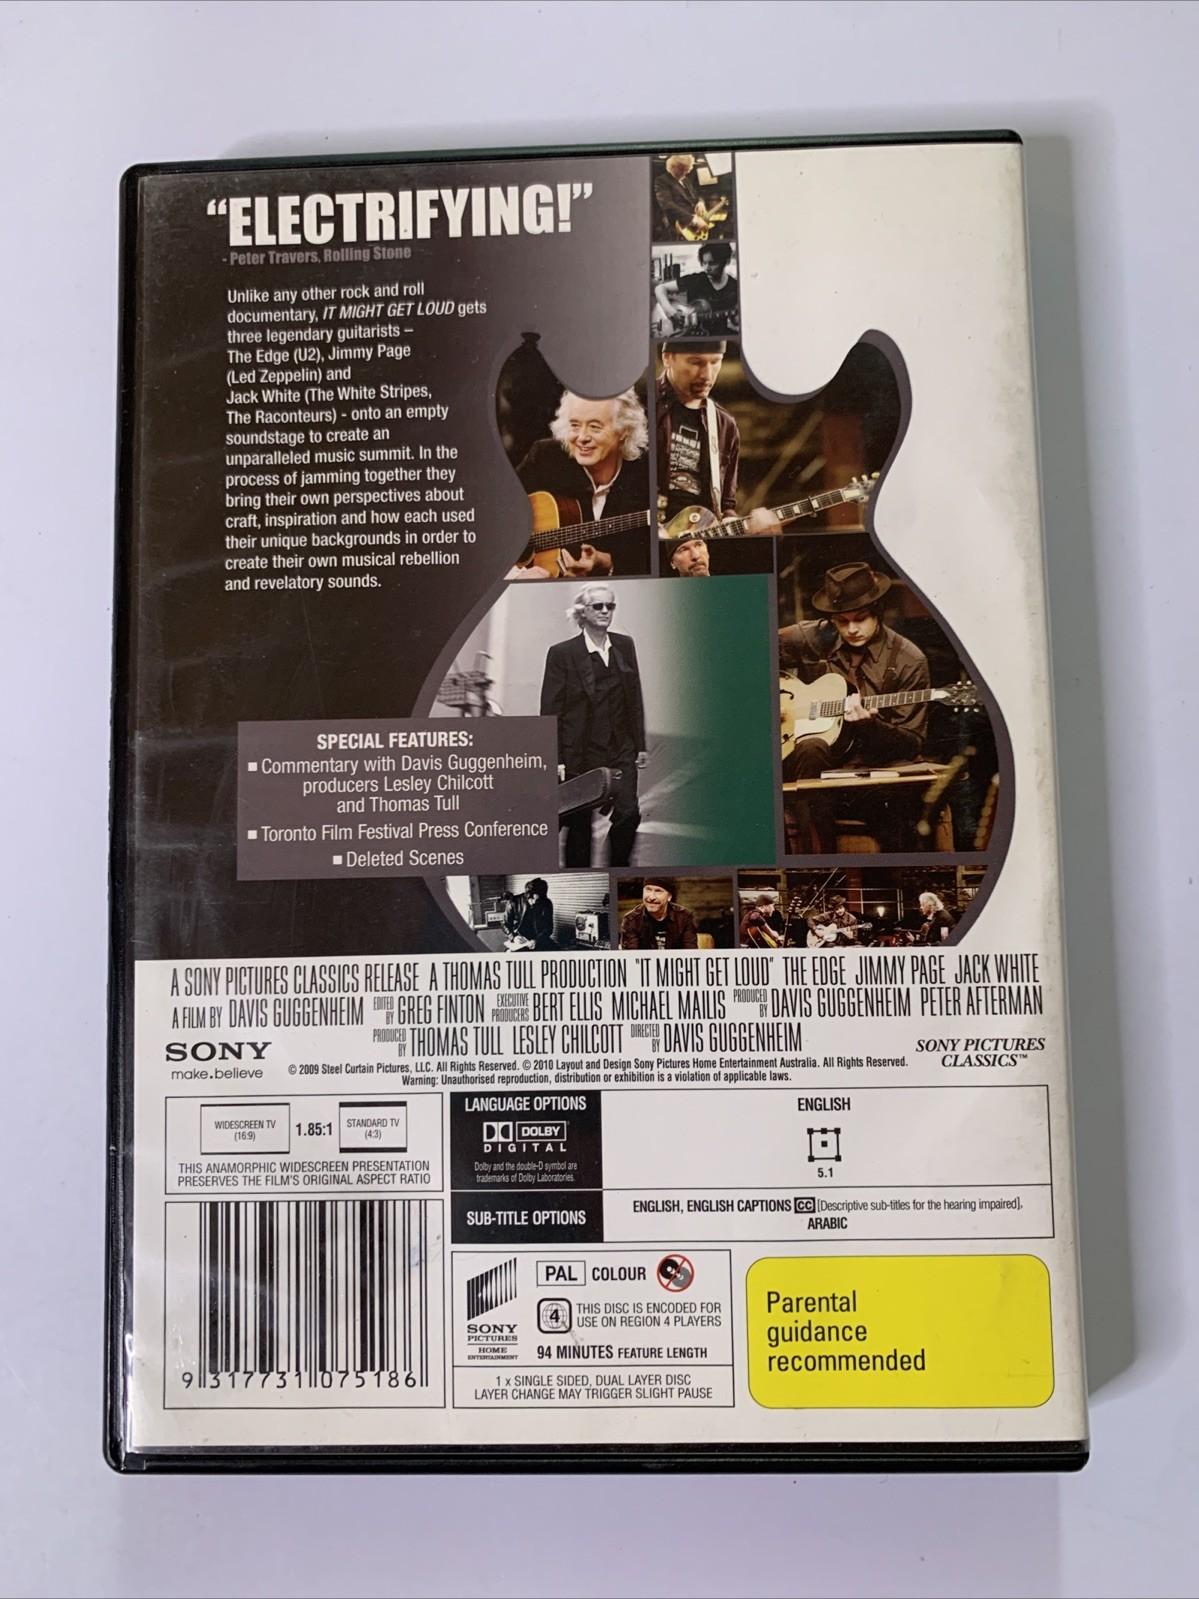 “ELECTRIFYING!”
- Peter Travers, Rolling Stone
Unlike any other rock and roll
documentary, IT MIGHT GET LOUD gets
three legendary guitarists –
The Edge (U2), Jimmy Page
(Led Zeppelin) and
Jack White (The White Stripes,
The Raconteurs) - onto an empty
soundstage to create an
unparalleled music summit. In the
process of jamming together they
bring their own perspectives about
craft, inspiration and how each used
their unique backgrounds in order to
create their own musical rebellion
and revelatory sounds.
SPECIAL FEATURES:
■ Commentary with Davis Guggenheim,
producers Lesley Chilcott
and Thomas Tull
■ Toronto Film Festival Press Conference
■ Deleted Scenes
A SONY PICTURES CLASSICS RELEASE A THOMAS TULL PRODUCTION "IT MIGHT GET LOUD" THE EDGE JIMMY PAGE JACK WHITE
A FILM BY DAVIS GUGGENHEIM EDITED BY GREG FINTON EXECUTIVE PRODUCERS BERT ELLIS MICHAEL MAILIS PRODUCED BY DAVIS GUGGENHEIM PETER AFTERMAN
PRODUCED BY THOMAS TULL LESLEY CHILCOTT DIRECTED BY DAVIS GUGGENHEIM
SONY
make.believe
SONY PICTURES
CLASSICS™
© 2009 Steel Curtain Pictures, LLC. All Rights Reserved. © 2010 Layout and Design Sony Pictures Home Entertainment Australia. All Rights Reserved.
Warning: Unauthorised reproduction, distribution or exhibition is a violation of applicable laws.
WIDESCREEN TV
(16:9)
1.85:1
STANDARD TV
(4:3)
THIS ANAMORPHIC WIDESCREEN PRESENTATION
PRESERVES THE FILM'S ORIGINAL ASPECT RATIO
LANGUAGE OPTIONS
DOLBY
DIGITAL
Dolby and the double-D symbol are
trademarks of Dolby Laboratories.
ENGLISH
5.1
SUB-TITLE OPTIONS
ENGLISH, ENGLISH CAPTIONS CC [Descriptive sub-titles for the hearing impaired],
ARABIC
9 317731 075186
SONY
PICTURES
HOME
ENTERTAINMENT
PAL COLOUR
4
THIS DISC IS ENCODED FOR
USE ON REGION 4 PLAYERS
94 MINUTES FEATURE LENGTH
1 x SINGLE SIDED, DUAL LAYER DISC
LAYER CHANGE MAY TRIGGER SLIGHT PAUSE
Parental
guidance
recommended